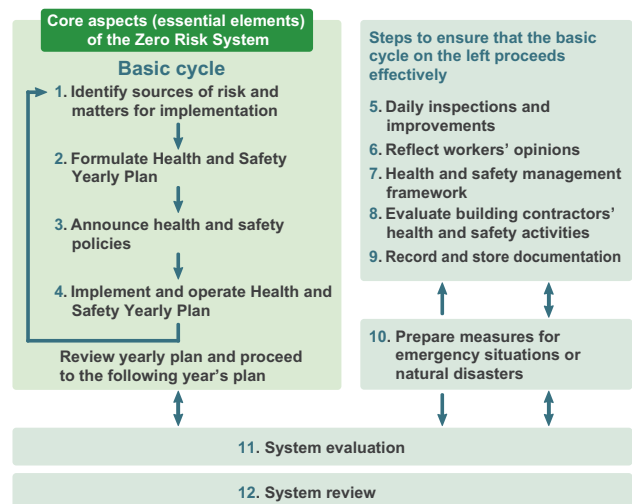 Core aspects (essential elements)
of the Zero Risk System
Basic cycle
1. Identify sources of risk and
matters for implementation
2. Formulate Health and Safety
Yearly Plan
3. Announce health and safety
policies
4. Implement and operate Health and
Safety Yearly Plan
Review yearly plan and proceed
to the following year's plan
Steps to ensure that the basic
cycle on the left proceeds
effectively
5. Daily inspections and
improvements
6. Reflect workers' opinions
7. Health and safety management
framework
8. Evaluate building contractors'
health and safety activities
9. Record and store documentation
10. Prepare measures for
emergency situations or
natural disasters
11. System evaluation
12. System review